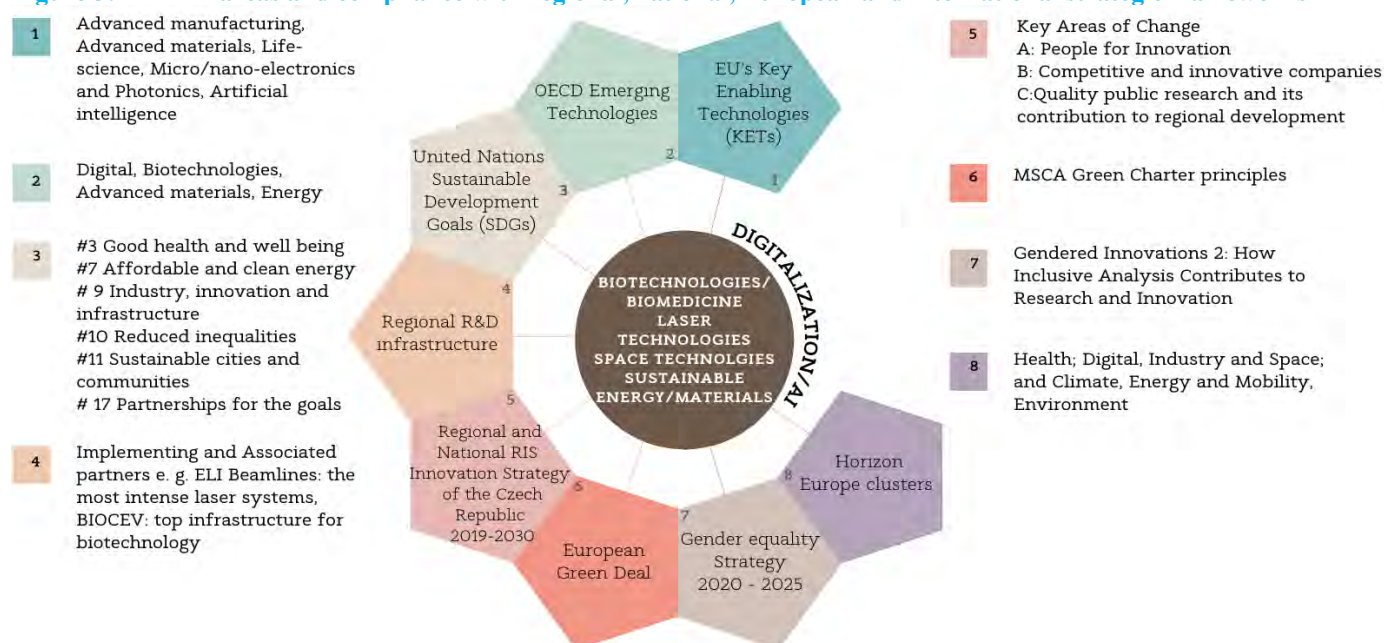 1
Advanced manufacturing,
Advanced materials, Life-
science, Micro/nano-electronics
and Photonics, Artificial
intelligence
2
Digital, Biotechnologies,
Advanced materials, Energy
3
#3 Good health and well being
#7 Affordable and clean energy
# 9 Industry, innovation and
infrastructure
#10 Reduced inequalities
#11 Sustainable cities and
communities
# 17 Partnerships for the goals
4
Implementing and Associated
partners e. g. ELI Beamlines: the
most intense laser systems,
BIOCEV: top infrastructure for
biotechnology
EU's Key
Enabling
Technologies
(KETs)
1
OECD Emerging
Technologies
2
United Nations
Sustainable
Development
Goals (SDGs)
3
Regional R&D
infrastructure
4
Regional and
National RIS
Innovation Strategy
of the Czech
Republic
2019-2030
5
European
Green Deal
6
Gender equality
Strategy
2020 - 2025
7
Horizon
Europe clusters
8
BIOTECHNOLOGIES/
BIOMEDICINE
LASER
TECHNOLOGIES
SPACE TECHNOLGIES
SUSTAINABLE
ENERGY/MATERIALS
DIGITALIZATION/AI
5
Key Areas of Change
A: People for Innovation
B: Competitive and innovative companies
C:Quality public research and its
contribution to regional development
6
MSCA Green Charter principles
7
Gendered Innovations 2: How
Inclusive Analysis Contributes to
Research and Innovation
8
Health; Digital, Industry and Space;
and Climate, Energy and Mobility,
Environment